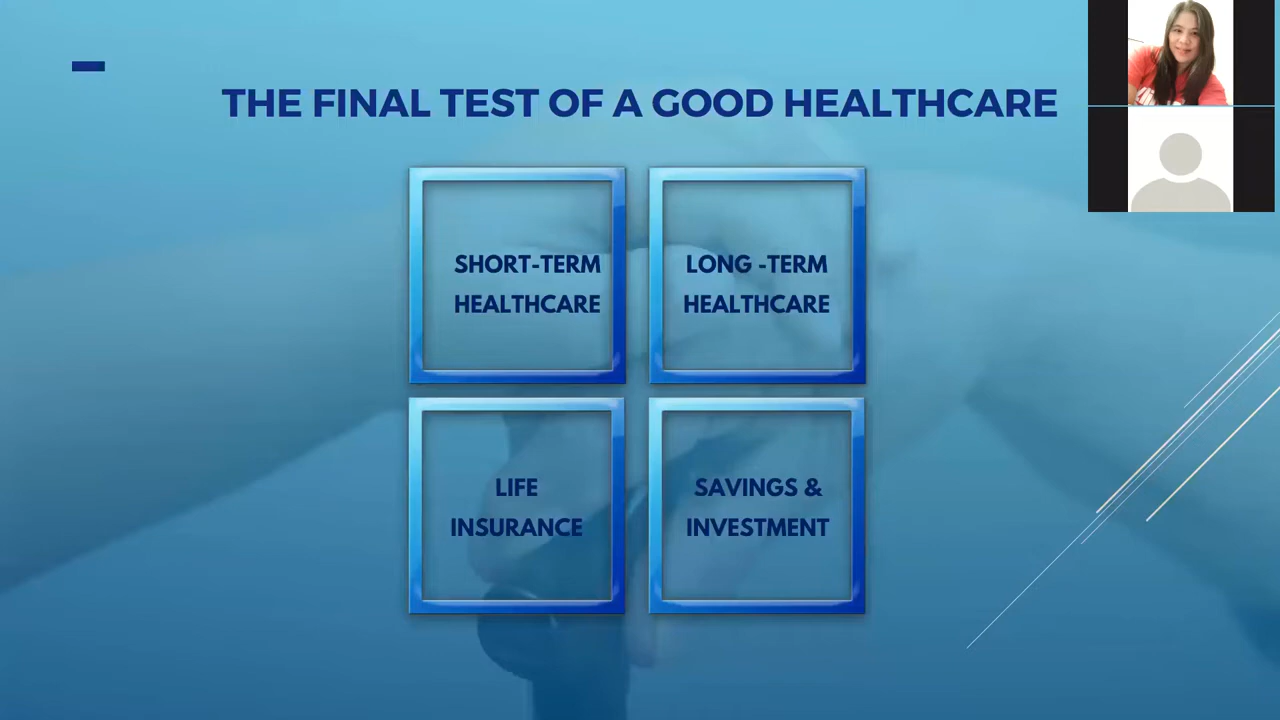 THE FINAL TEST OF A GOOD HEALTHCARE
SHORT-TERM
HEALTHCARE
LONG -TERM
HEALTHCARE
LIFE
INSURANCE
SAVINGS &
INVESTMENT